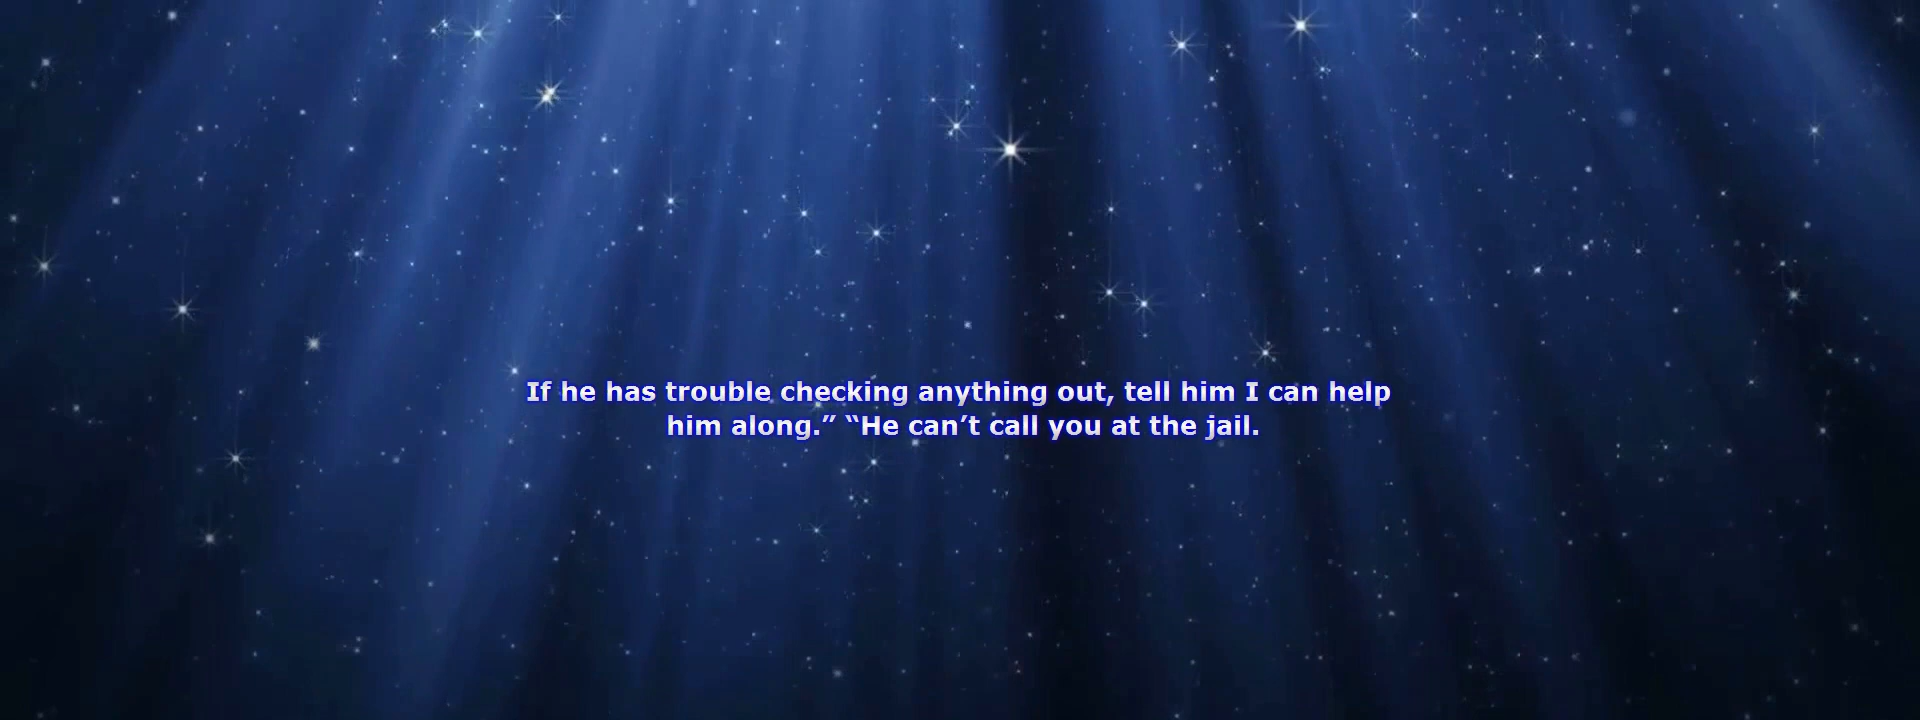 If he has trouble checking anything out, tell him I can help
him along.” “He can’t call you at the jail.